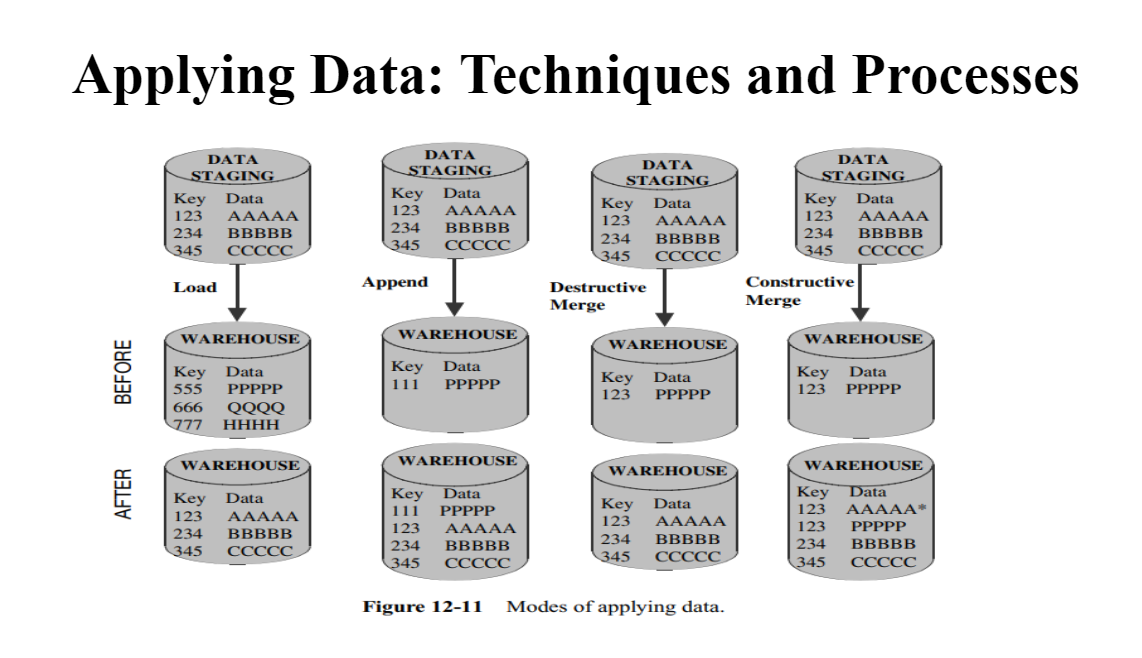 Applying Data: Techniques and Processes
DATA
STAGING
Key Data
123 AAAAA
234 BBBBB
345 CCCCC
Load
WAREHOUSE
Key Data
555 PPPPP
666 QQQQ
777 HHHH
WAREHOUSE
Key Data
123 AAAAA
234 BBBBB
345 CCCCC
DATA
STAGING
Key Data
123 AAAAA
234 BBBBB
345 CCCCC
Append
WAREHOUSE
Key Data
111 PPPPP
WAREHOUSE
Key Data
111 PPPPP
123 AAAAA
234 BBBBB
345 CCCCC
DATA
STAGING
Key Data
123 AAAAA
234 BBBBB
345 CCCCC
Destructive
Merge
WAREHOUSE
Key Data
123 PPPPP
WAREHOUSE
Key Data
123 AAAAA
234 BBBBB
345 CCCCC
DATA
STAGING
Key Data
123 AAAAA
234 BBBBB
345 CCCCC
Constructive
Merge
WAREHOUSE
Key Data
123 PPPPP
WAREHOUSE
Key Data
123 AAAAA*
123 PPPPP
234 BBBBB
345 CCCCC
BEFORE
AFTER
Figure 12-11 Modes of applying data.